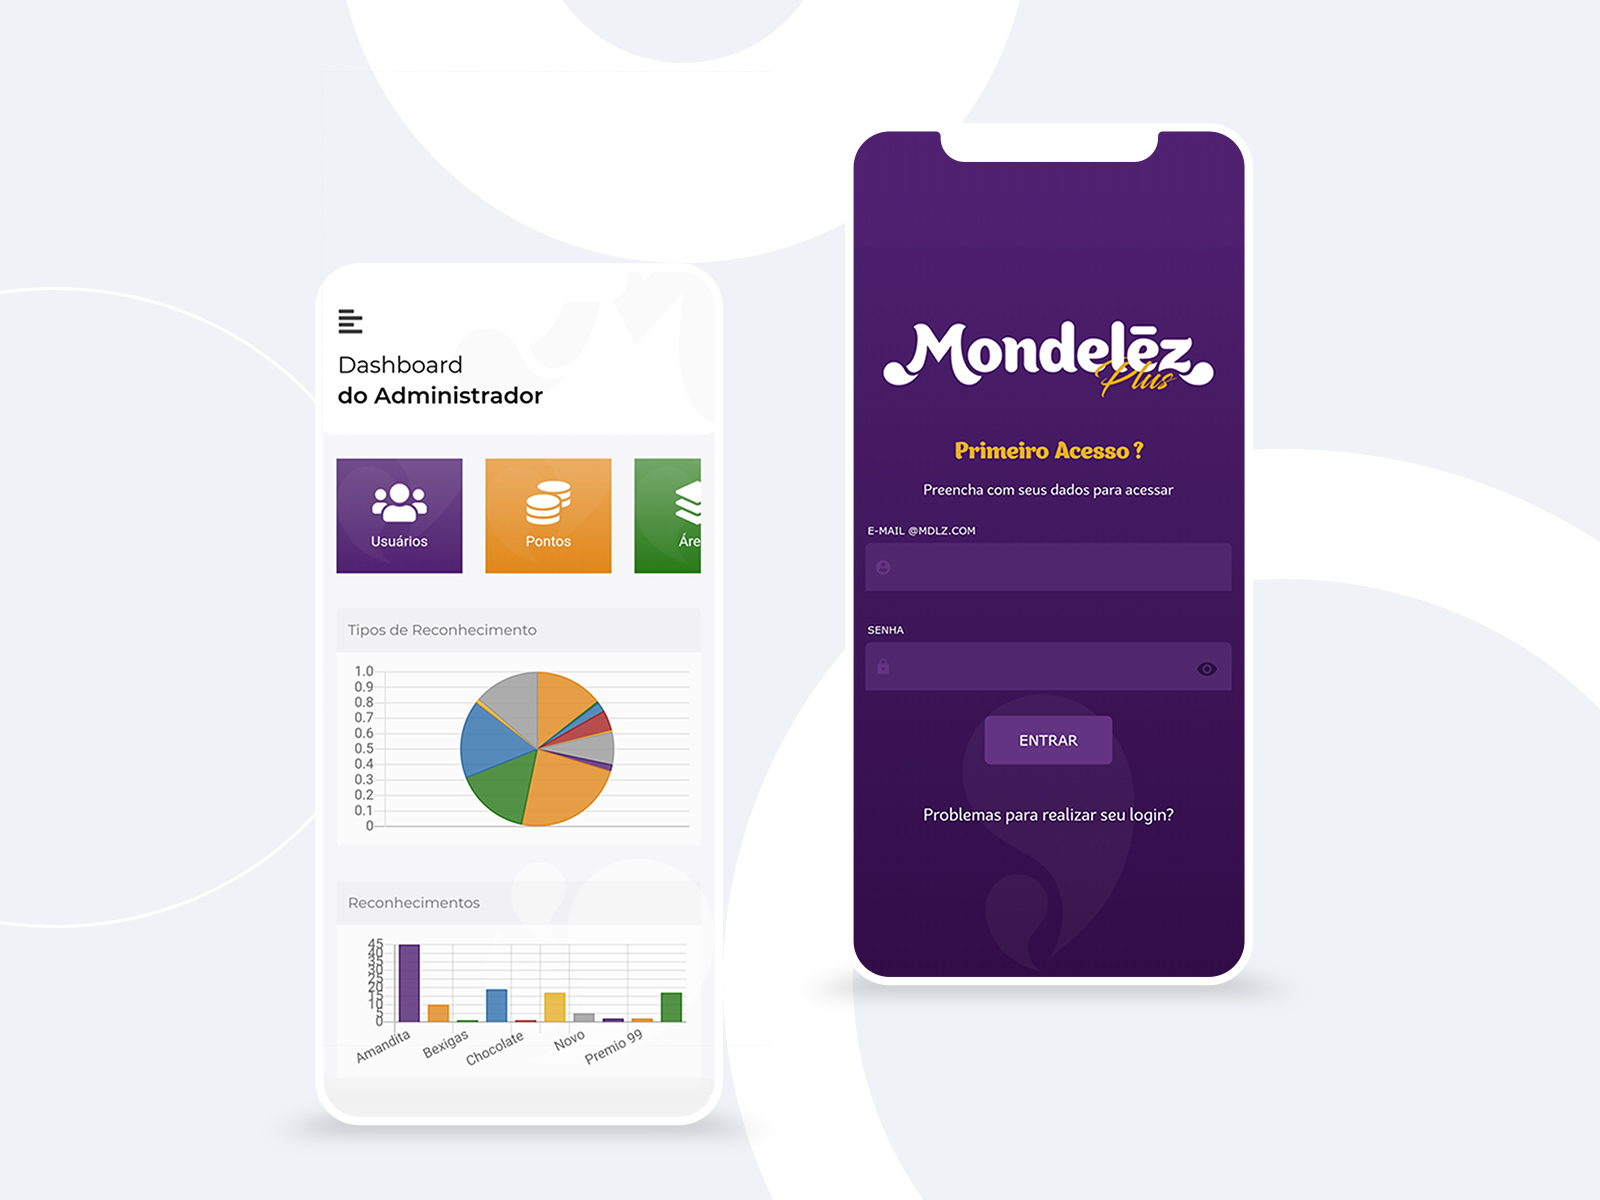 Dashboard
do Administrador
Usuários
Pontos
Áre
Tipos de Reconhecimento
1.0
0.9
0.8
0.7
0.6
0.5
0.4
0.3
0.2
0.1
0
Reconhecimentos
45
40
35
30
25
20
15
10
5
0
Amandita
Bexigas
Chocolate
Novo
Premio 99
Mondelēz
Plus
Primeiro Acesso ?
Preencha com seus dados para acessar
E-MAIL @MDLZ.COM
SENHA
ENTRAR
Problemas para realizar seu login?